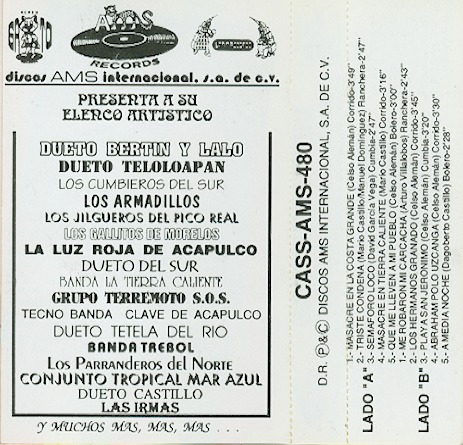 AMS
RECORDS
discos AMS internacional, s.a. de c.v.
PRESENTA A SU
ELENCO ARTISTICO
DUETO BERTIN Y LALO
DUETO TELOLOAPAN
LOS CUMBIEROS DEL SUR
LOS ARMADILLOS
LOS JILGUEROS DEL PICO REAL
LOS GALLITOS DE MORELOS
LA LUZ ROJA DE ACAPULCO
DUETO DEL SUR
BANDA LA TIERRA CALIENTE
GRUPO TERREMOTO S.O.S.
TECNO BANDA CLAVE DE ACAPULCO
DUETO TETELA DEL RIO
BANDA TREBOL
Los Parranderos del Norte
CONJUNTO TROPICAL MAR AZUL
DUETO CASTILLO
LAS IRMAS
Y MUCHOS MAS, MAS, MAS . . .
CASS-AMS-480
D.R. Ⓟ&© DISCOS AMS INTERNACIONAL, S.A. DE C.V.
LADO "A"
1.- MASACRE EN LA COSTA GRANDE (Celso Alemán) Corrido-3'49"
2.- TRISTE CONDENA (Mario Castillo/Manuel Domínguez) Ranchera-2'47"
3.- SEMAFORO LOCO (David García Vega) Cumbia-2'47"
4.- MASACRE EN TIERRA CALIENTE (Mario Castillo) Corrido-3'16"
5.- QUE ME LLEVEN A MI PUEBLO (Celso Alemán) Bolero-3'00"
LADO "B"
1.- ME ROBARON MI CARCACHA (Arturo Villalobos) Ranchera-2'43"
2.- LOS HERMANOS GRANADO (Celso Alemán) Corrido-3'45"
3.- PLAYA SAN JERONIMO (Celso Alemán) Cumbia-3'20"
4.- ABRAHAM POLO UZCANGA (Celso Alemán) Corrido-3'30"
5.- A MEDIA NOCHE (Dagoberto Castillo) Bolero-2'28"